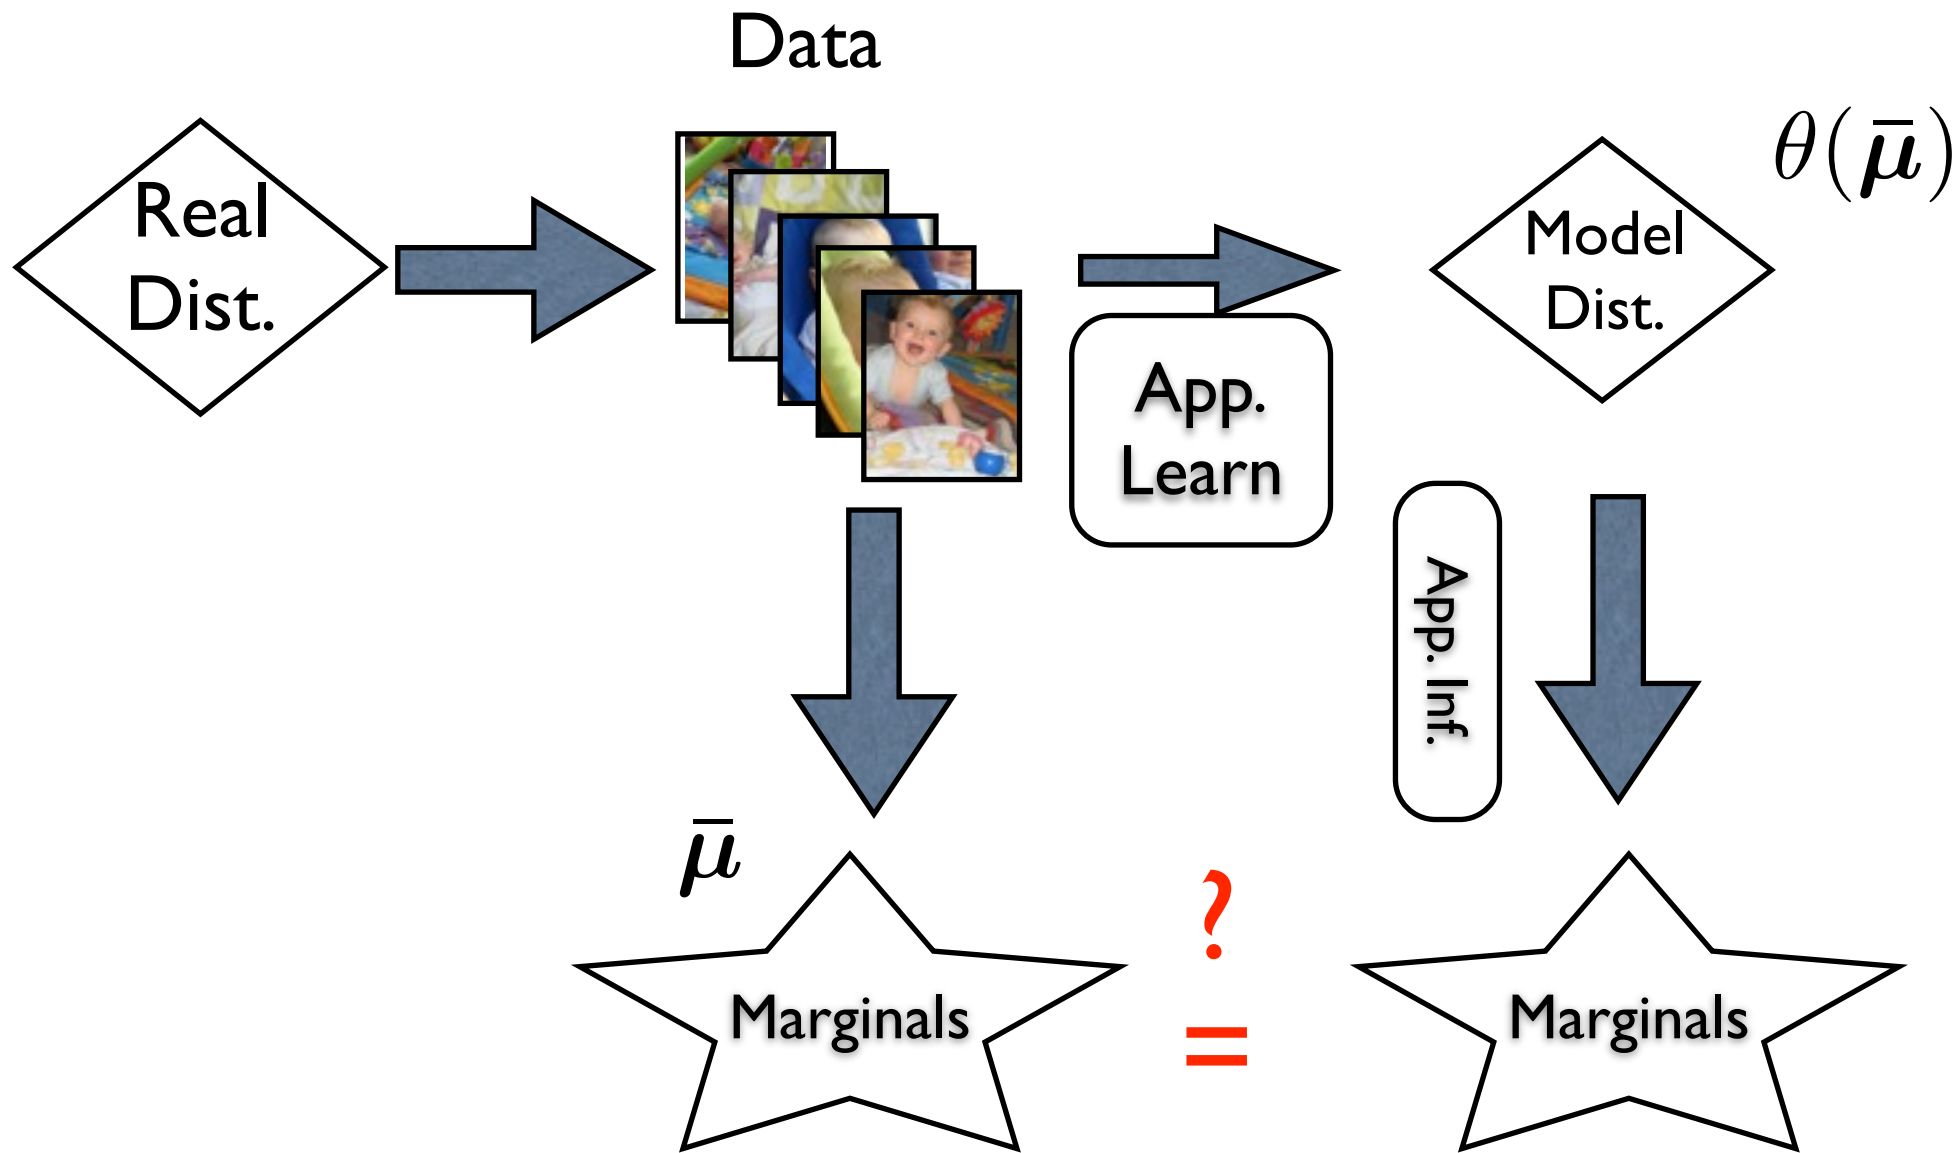 Data
Real
Dist.
Model
Dist.
θ(μ̄)
App.
Learn
App. Inf.
μ̄
?
=
Marginals
Marginals